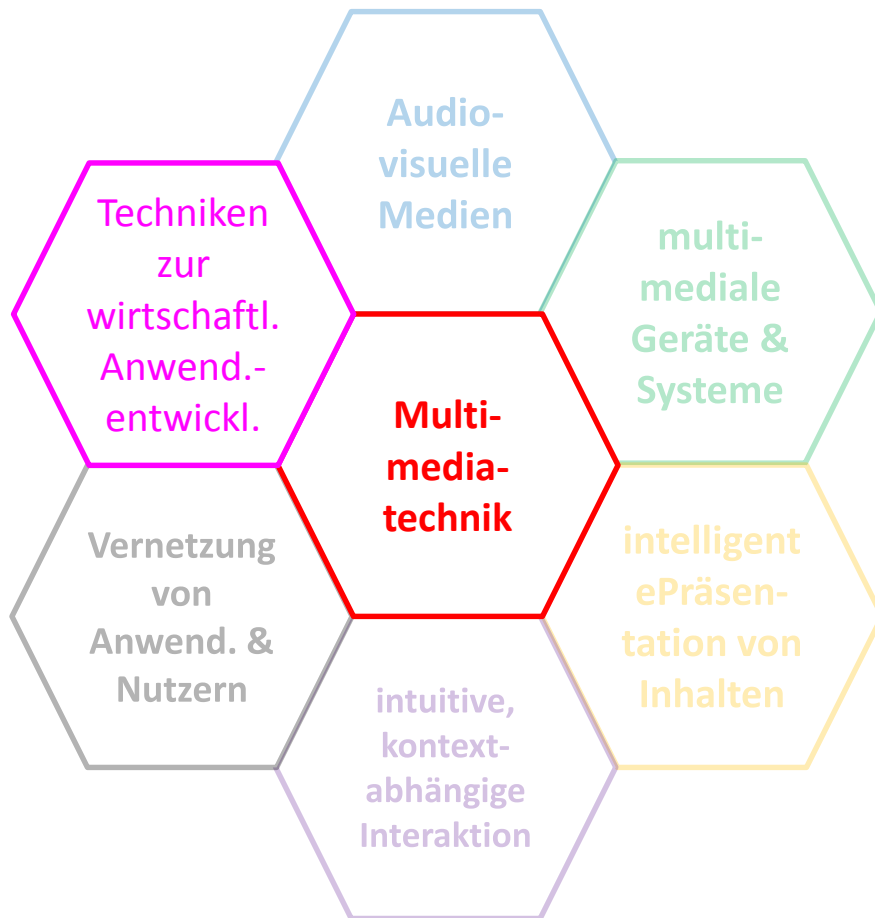 Audio-
visuelle
Medien
Techniken
zur
wirtschaftl.
Anwend.-
entwickl.
multi-
mediale
Geräte &
Systeme
Multi-
media-
technik
Vernetzung
von
Anwend. &
Nutzern
intelligent
ePräsen-
tation von
Inhalten
intuitive,
kontext-
abhängige
Interaktion